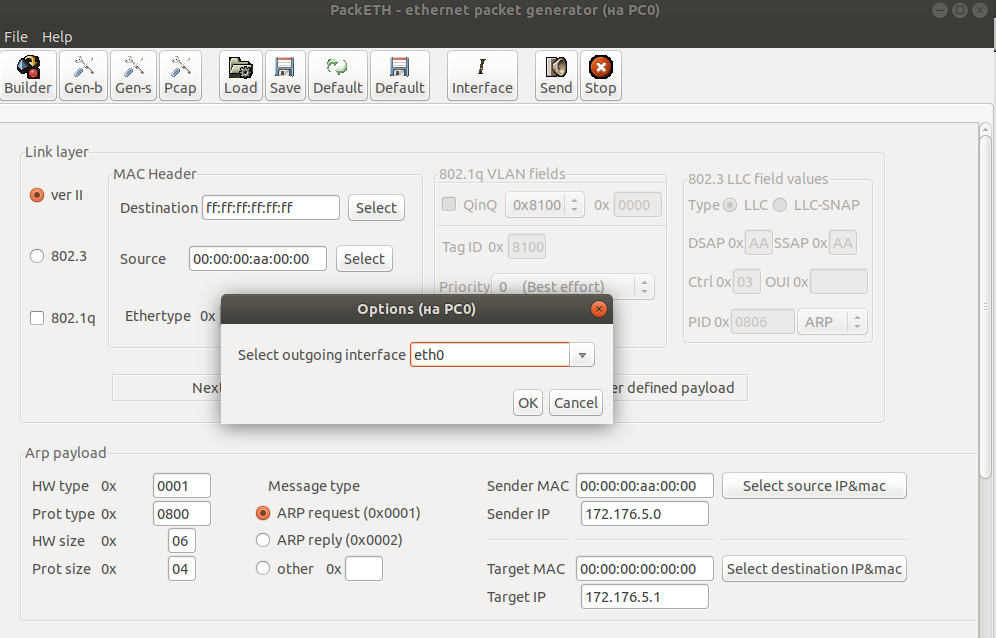 PackETH - ethernet packet generator (на PC0)
File Help
Builder Gen-b Gen-s Pcap Load Save Default Default Interface Send Stop
Link layer
MAC Header
802.1q VLAN fields
802.3 LLC field values
ver II
Destination ff:ff:ff:ff:ff:ff Select
QinQ 0x8100 0x 0000
Type LLC LLC-SNAP
Tag ID 0x 8100
DSAP 0x AA SSAP 0x AA
802.3
Source 00:00:00:aa:00:00 Select
Priority 0 (Best effort)
Ctrl 0x 03 OUI 0x
802.1q
Ethertype 0x
PID 0x 0806 ARP
Options (на PC0)
Select outgoing interface eth0
OK Cancel
Next
er defined payload
Arp payload
HW type 0x 0001
Prot type 0x 0800
HW size 0x 06
Prot size 0x 04
Message type
ARP request (0x0001)
ARP reply (0x0002)
other 0x
Sender MAC 00:00:00:aa:00:00 Select source IP&mac
Sender IP 172.176.5.0
Target MAC 00:00:00:00:00:00 Select destination IP&mac
Target IP 172.176.5.1